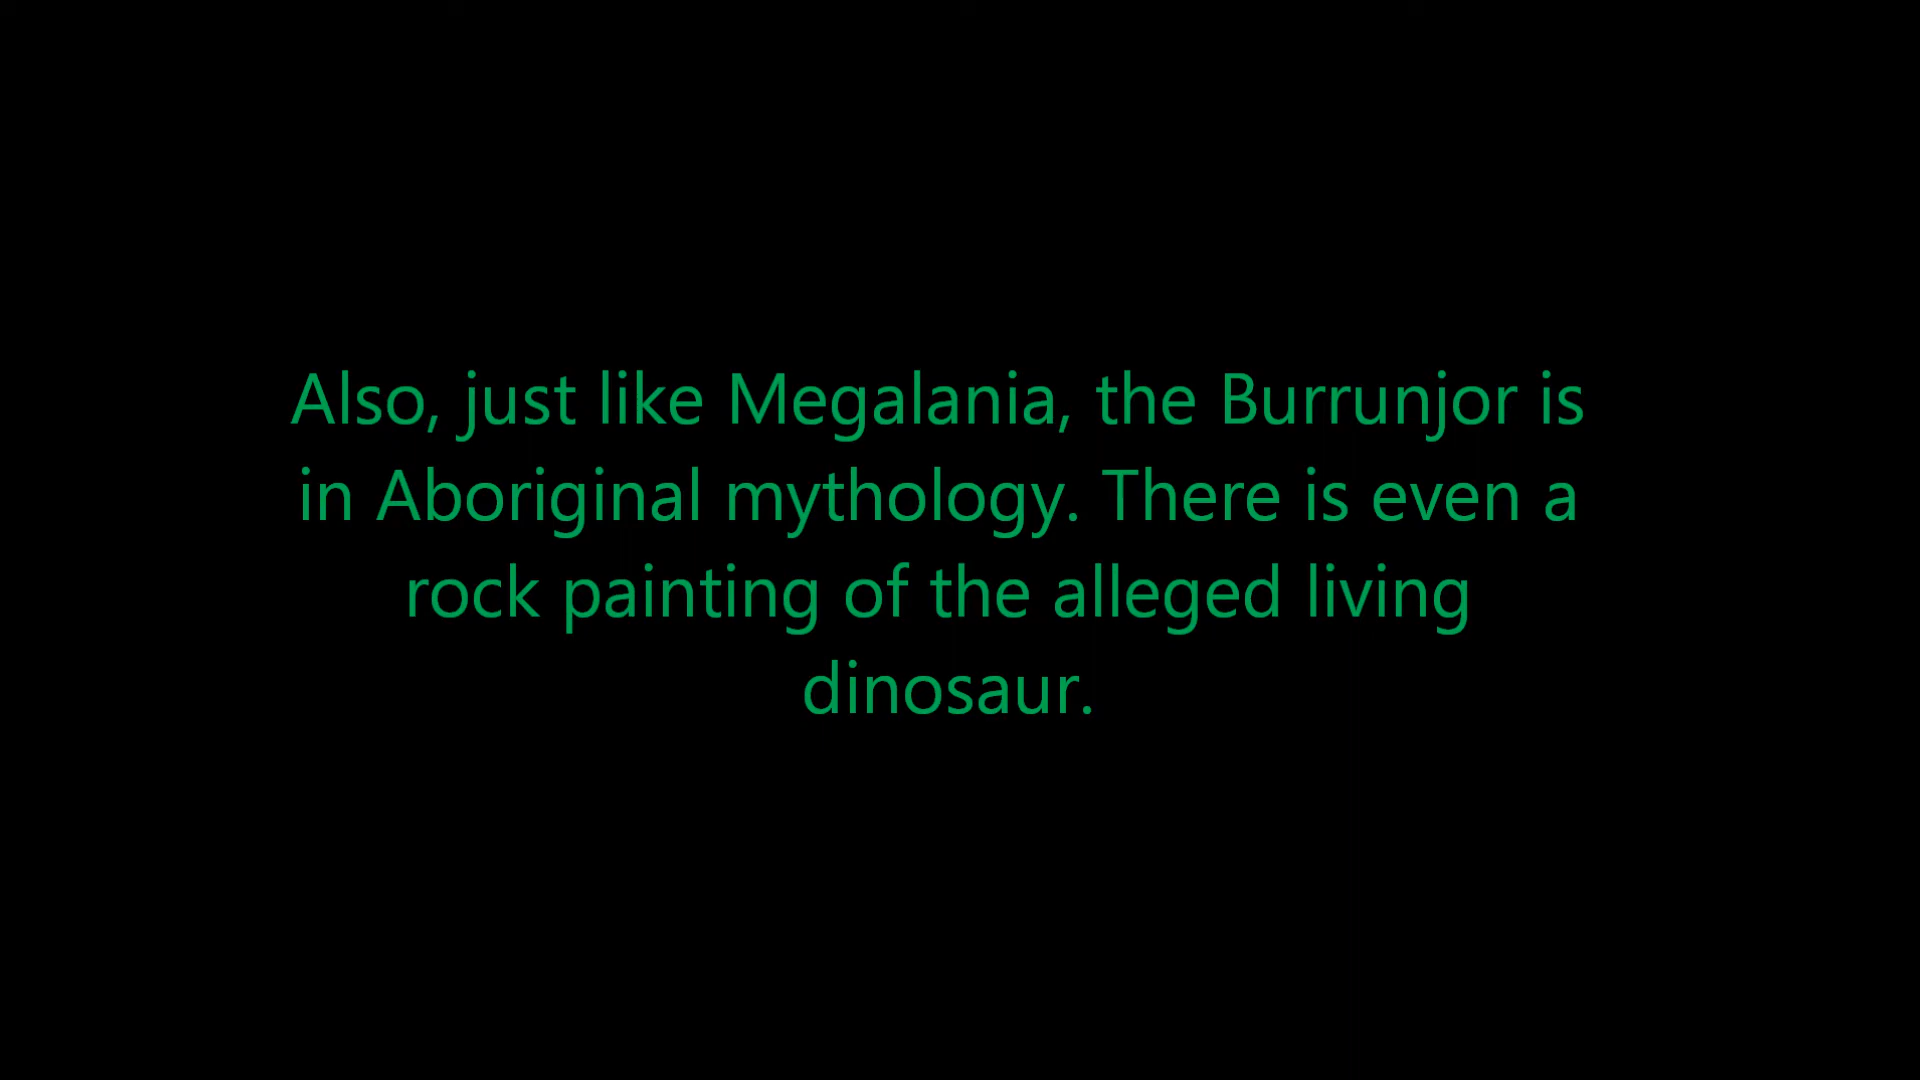 Also, just like Megalania, the Burrunjor is
in Aboriginal mythology. There is even a
rock painting of the alleged living
dinosaur.